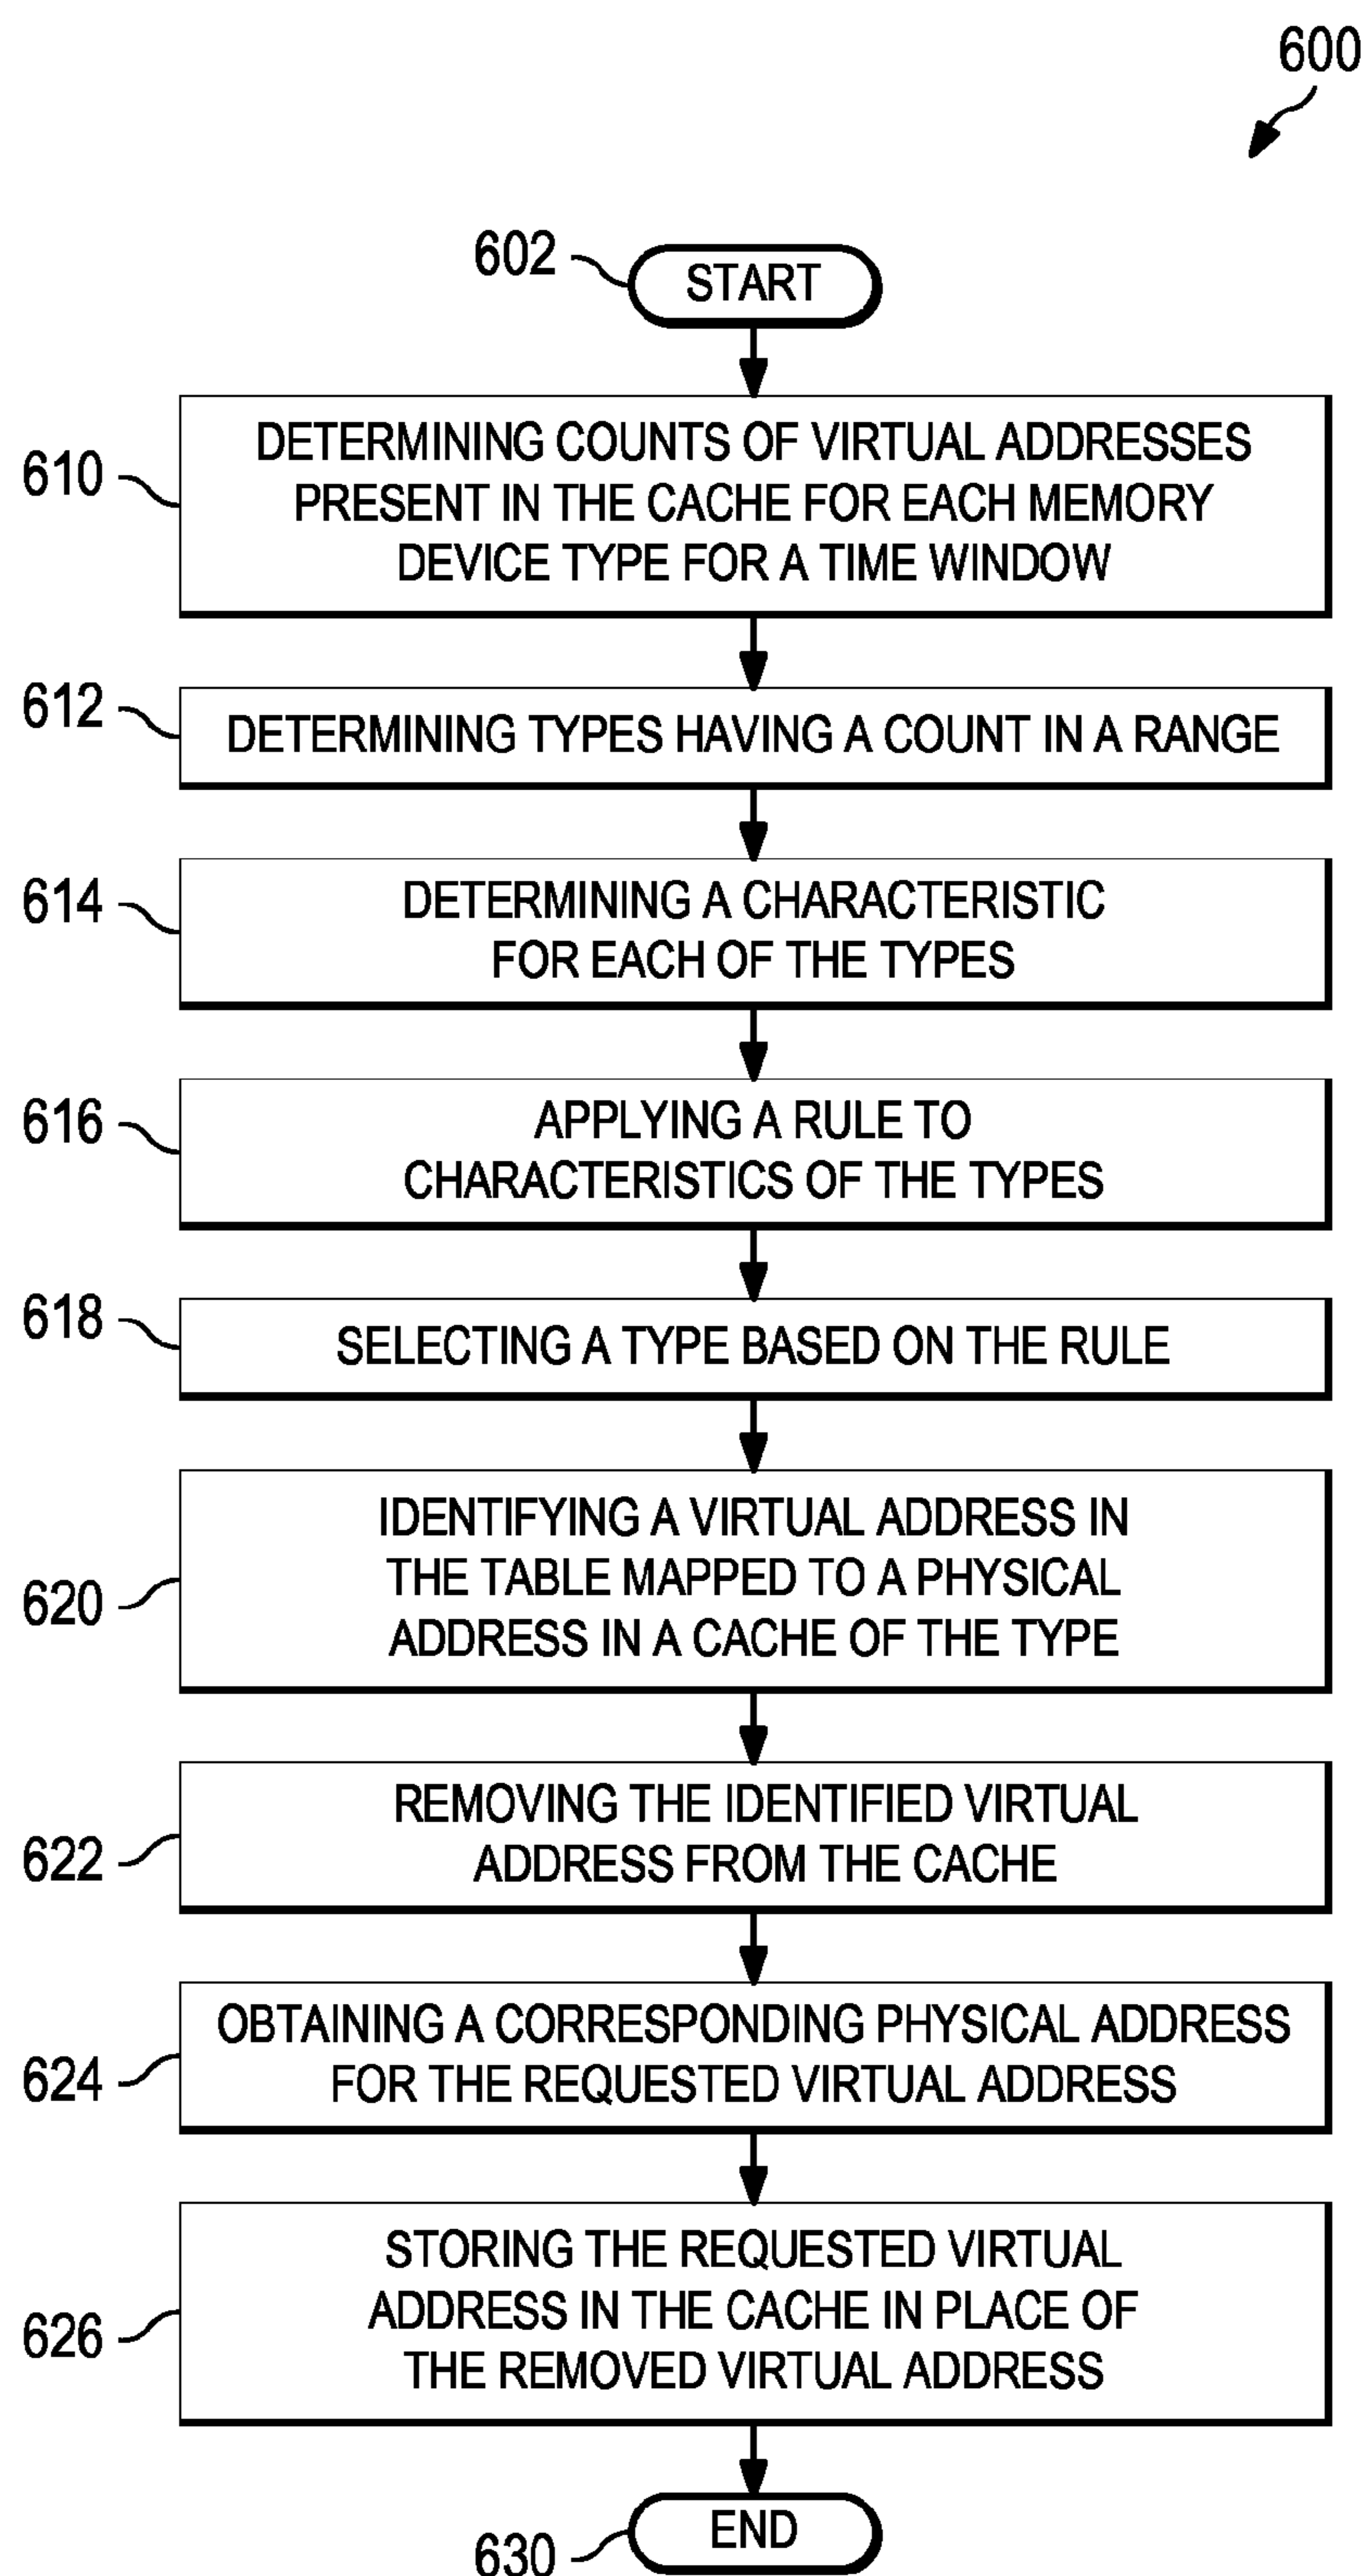 600
602
START
610
DETERMINING COUNTS OF VIRTUAL ADDRESSES
PRESENT IN THE CACHE FOR EACH MEMORY
DEVICE TYPE FOR A TIME WINDOW
612
DETERMINING TYPES HAVING A COUNT IN A RANGE
614
DETERMINING A CHARACTERISTIC
FOR EACH OF THE TYPES
616
APPLYING A RULE TO
CHARACTERISTICS OF THE TYPES
618
SELECTING A TYPE BASED ON THE RULE
620
IDENTIFYING A VIRTUAL ADDRESS IN
THE TABLE MAPPED TO A PHYSICAL
ADDRESS IN A CACHE OF THE TYPE
622
REMOVING THE IDENTIFIED VIRTUAL
ADDRESS FROM THE CACHE
624
OBTAINING A CORRESPONDING PHYSICAL ADDRESS
FOR THE REQUESTED VIRTUAL ADDRESS
626
STORING THE REQUESTED VIRTUAL
ADDRESS IN THE CACHE IN PLACE OF
THE REMOVED VIRTUAL ADDRESS
630
END